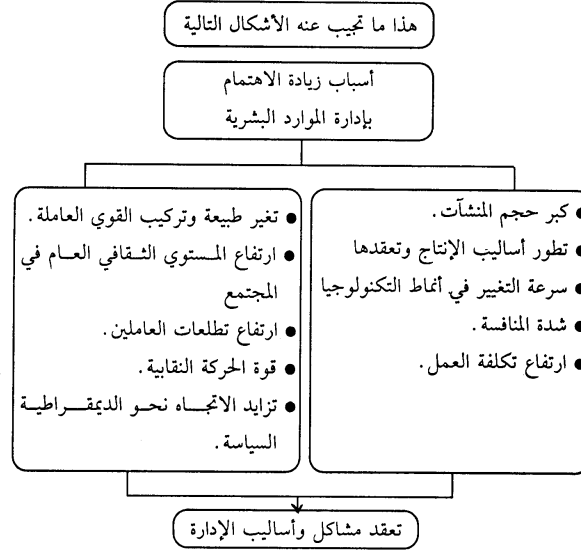 هذا ما تجيب عنه الأشكال التالية
أسباب زيادة الاهتمام
بإدارة الموارد البشرية
● كبر حجم المنشآت.
● تطور أساليب الإنتاج وتعقدها
● سرعة التغيير في أنماط التكنولوجيا
● شدة المنافسة.
● ارتفاع تكلفة العمل.
● تغير طبيعة وتركيب القوي العاملة.
● ارتفاع المستوي الثقافي العام في
المجتمع
● ارتفاع تطلعات العاملين.
● قوة الحركة النقابية.
● تزايد الاتجاه نحو الديمقراطية
السياسة.
تعقد مشاكل وأساليب الإدارة